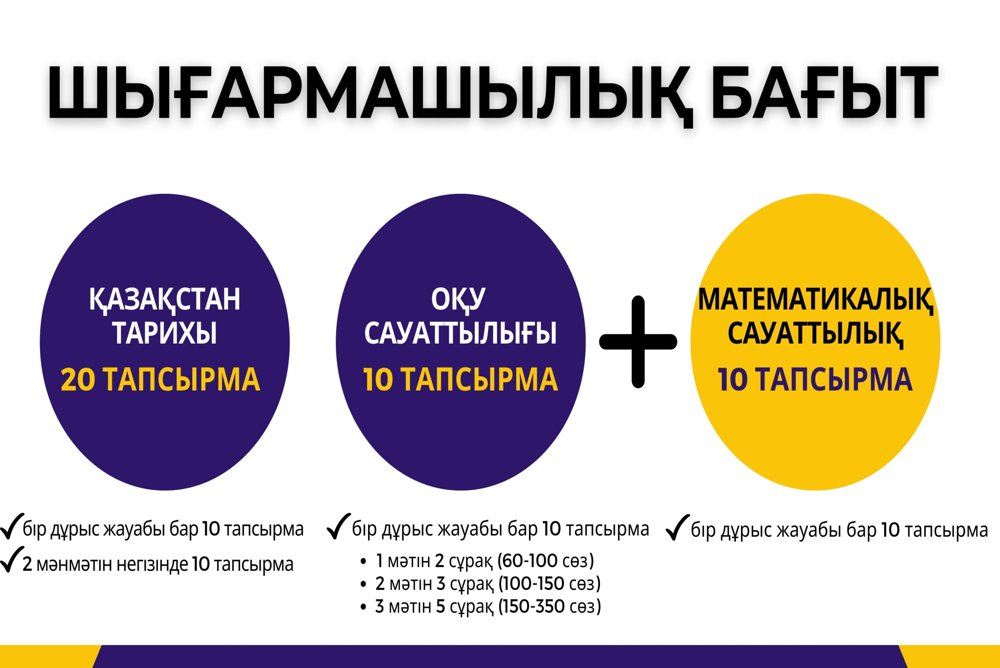 ШЫҒАРМАШЫЛЫҚ БАҒЫТ
ҚАЗАҚСТАН
ТАРИХЫ
20 ТАПСЫРМА
ОҚУ
САУАТТЫЛЫҒЫ
10 ТАПСЫРМА
+
МАТЕМАТИКАЛЫҚ
САУАТТЫЛЫҚ
10 ТАПСЫРМА
✓ бір дұрыс жауабы бар 10 тапсырма
✓ 2 мәнмәтін негізінде 10 тапсырма
✓ бір дұрыс жауабы бар 10 тапсырма
• 1 мәтін 2 сұрақ (60-100 сөз)
• 2 мәтін 3 сұрақ (100-150 сөз)
• 3 мәтін 5 сұрақ (150-350 сөз)
✓ бір дұрыс жауабы бар 10 тапсырма